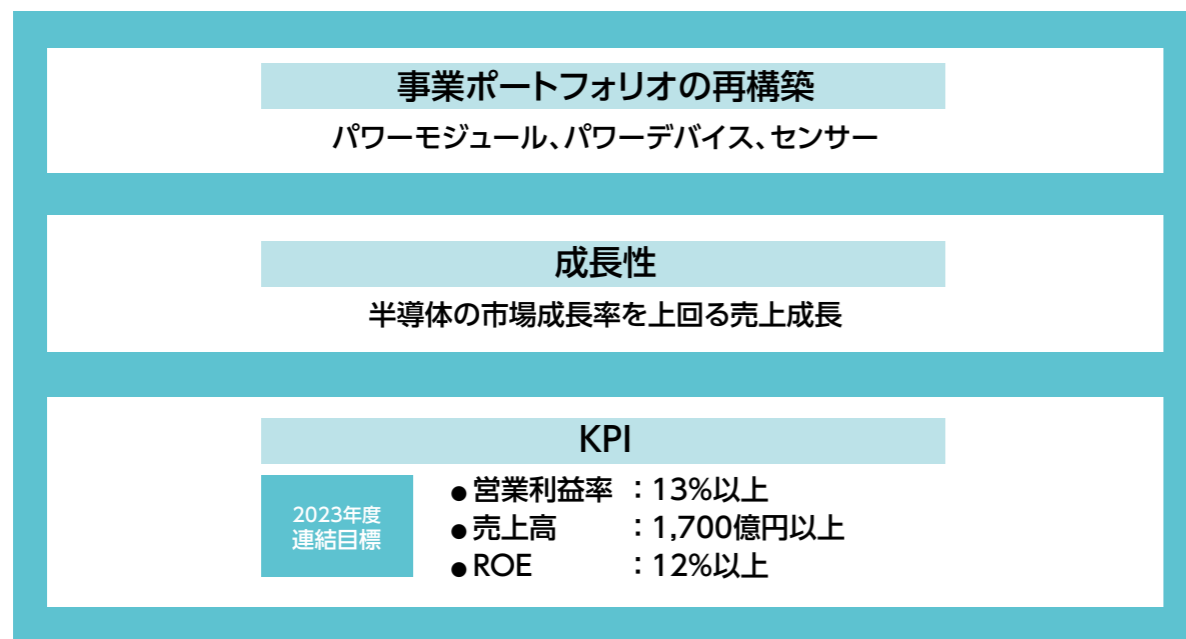 事業ポートフォリオの再構築
パワーモジュール、パワーデバイス、センサー
成長性
半導体の市場成長率を上回る売上成長
KPI
2023年度
連結目標
●営業利益率 ：13%以上
●売上高 ：1,700億円以上
●ROE ：12%以上